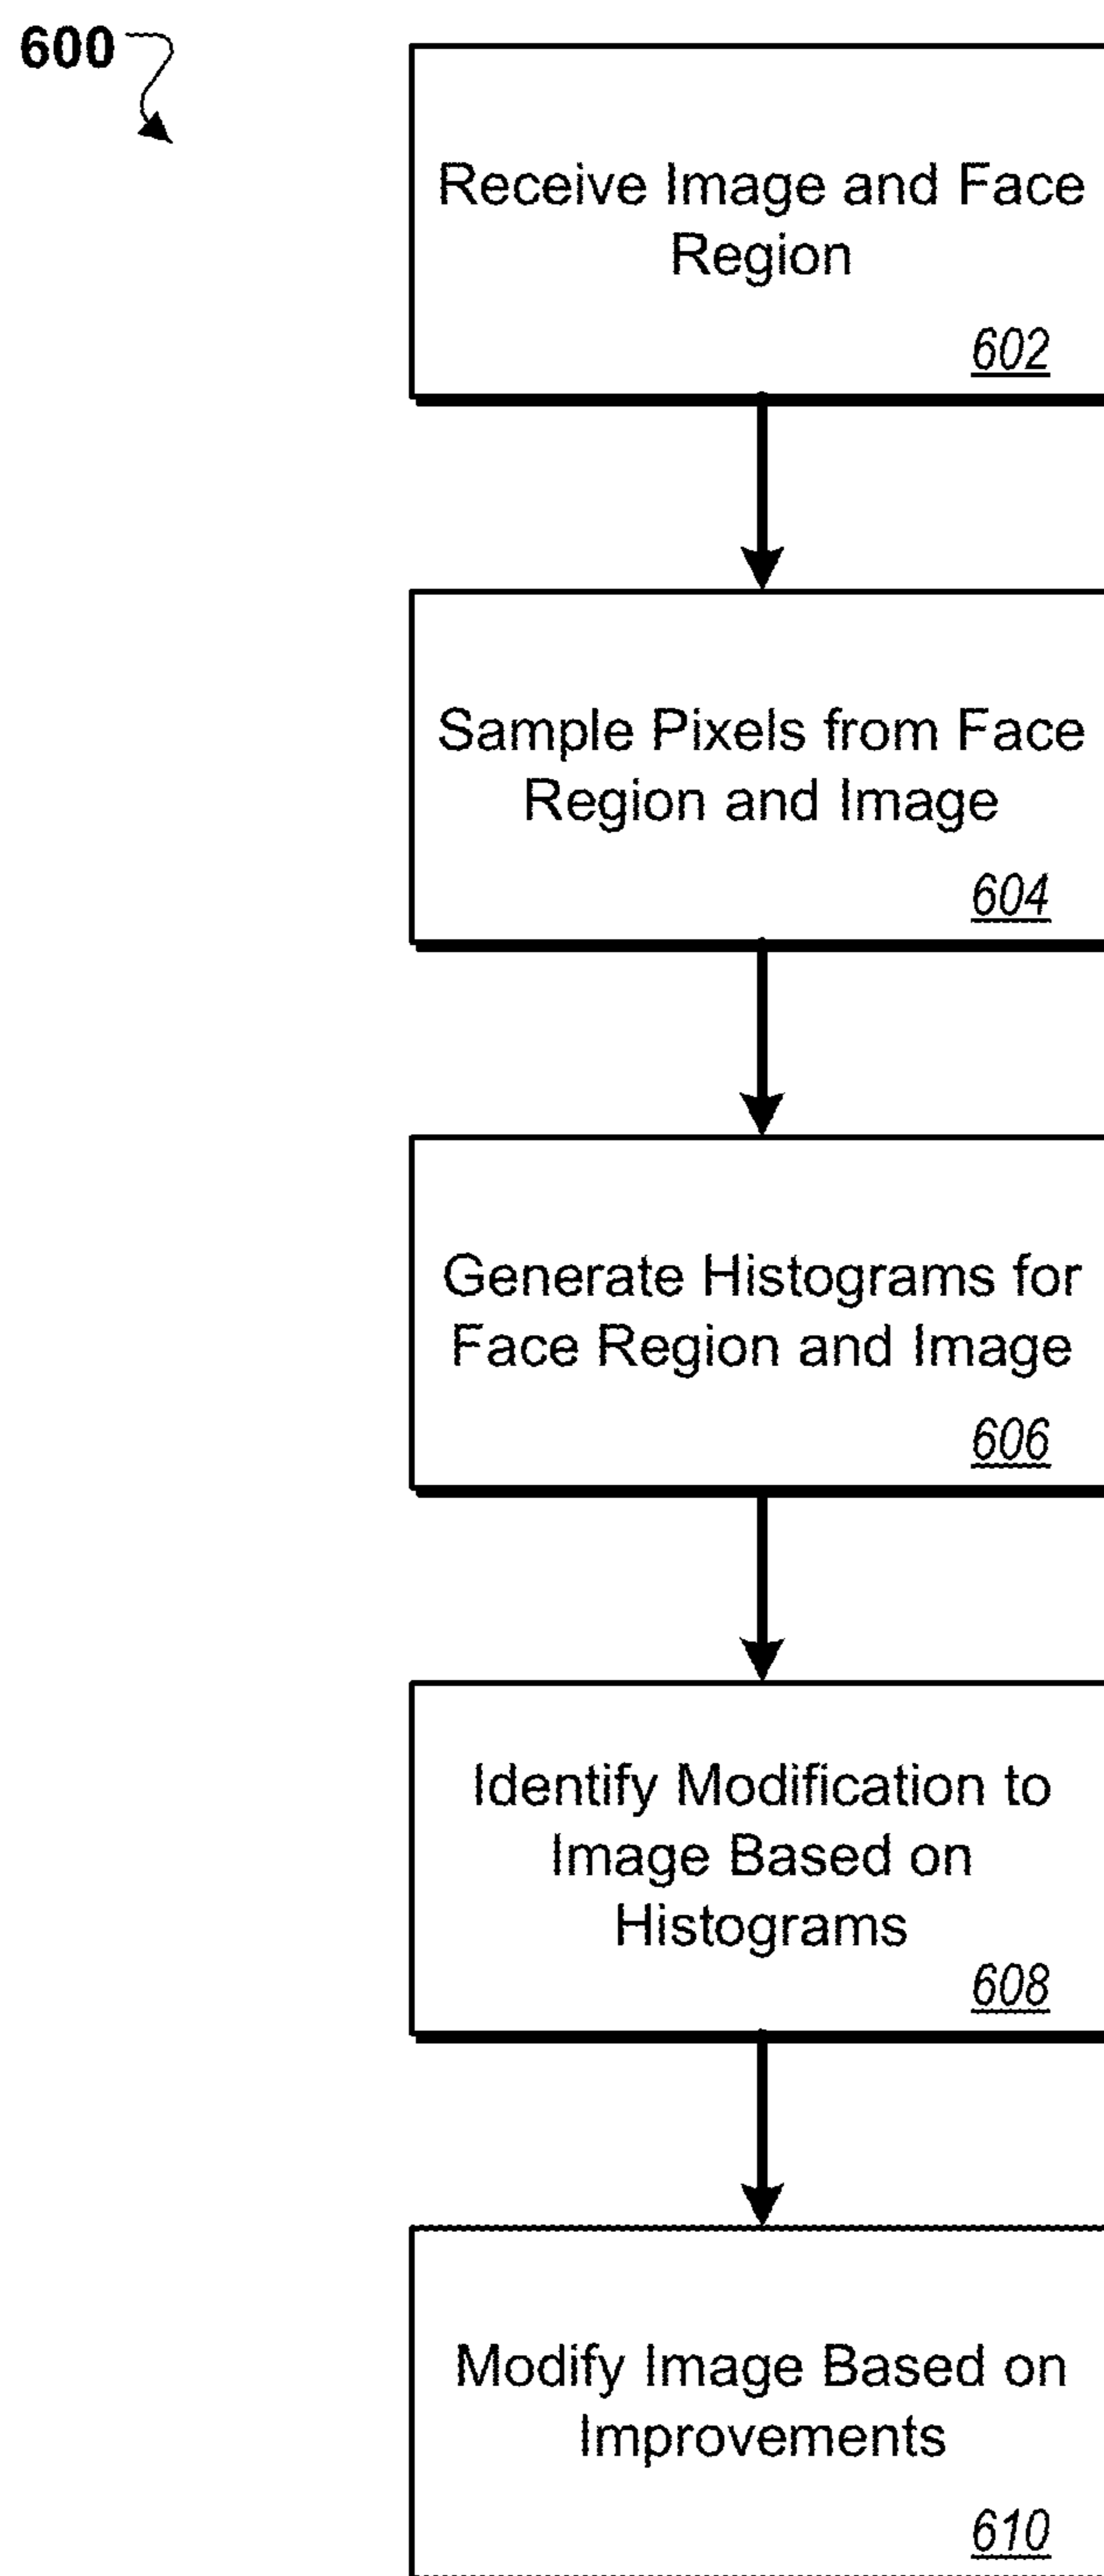 600
Receive Image and Face
Region
602
Sample Pixels from Face
Region and Image
604
Generate Histograms for
Face Region and Image
606
Identify Modification to
Image Based on
Histograms
608
Modify Image Based on
Improvements
610